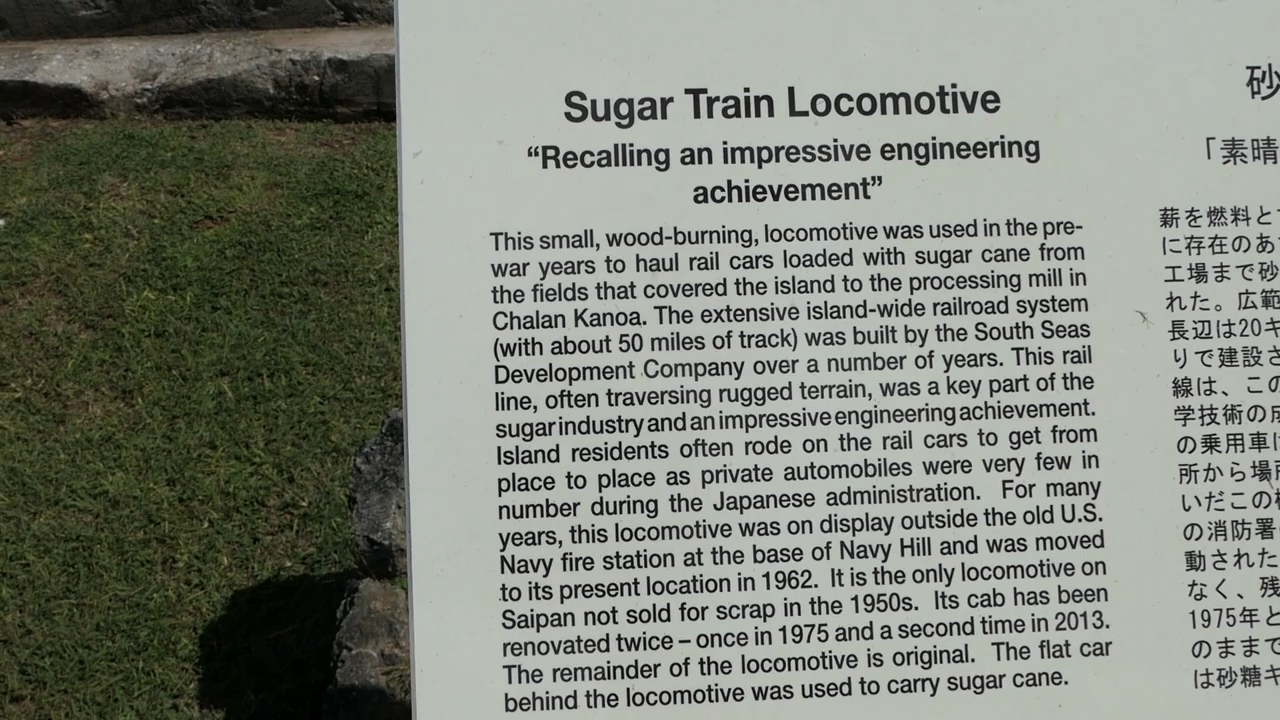 Sugar Train Locomotive
“Recalling an impressive engineering
achievement”
This small, wood-burning, locomotive was used in the pre-
war years to haul rail cars loaded with sugar cane from
the fields that covered the island to the processing mill in
Chalan Kanoa. The extensive island-wide railroad system
(with about 50 miles of track) was built by the South Seas
Development Company over a number of years. This rail
line, often traversing rugged terrain, was a key part of the
sugar industry and an impressive engineering achievement.
Island residents often rode on the rail cars to get from
place to place as private automobiles were very few in
number during the Japanese administration. For many
years, this locomotive was on display outside the old U.S.
Navy fire station at the base of Navy Hill and was moved
to its present location in 1962. It is the only locomotive on
Saipan not sold for scrap in the 1950s. Its cab has been
renovated twice – once in 1975 and a second time in 2013.
The remainder of the locomotive is original. The flat car
behind the locomotive was used to carry sugar cane.
砂
「素晴
薪を燃料と
に存在のあ
工場まで砂
れた。広範
長辺は20キ
りで建設さ
線は、この
学技術の
の乗用車
所から場所
いだこの
の消防署
動された
なく、残
1975年と
のままで
は砂糖キ